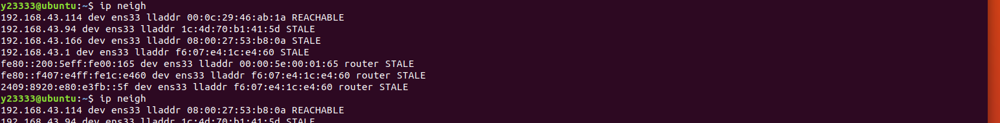 y23333@ubuntu:~$ ip neigh
192.168.43.114 dev ens33 lladdr 00:0c:29:46:ab:1a REACHABLE
192.168.43.94 dev ens33 lladdr 1c:4d:70:b1:41:5d STALE
192.168.43.166 dev ens33 lladdr 08:00:27:53:b8:0a STALE
192.168.43.1 dev ens33 lladdr f6:07:e4:1c:e4:60 STALE
fe80::200:5eff:fe00:165 dev ens33 lladdr 00:00:5e:00:01:65 router STALE
fe80::f407:e4ff:fe1c:e460 dev ens33 lladdr f6:07:e4:1c:e4:60 router STALE
2409:8920:e80:e3fb::5f dev ens33 lladdr f6:07:e4:1c:e4:60 router STALE
y23333@ubuntu:~$ ip neigh
192.168.43.114 dev ens33 lladdr 08:00:27:53:b8:0a REACHABLE
192.168.43.94 dev ens33 lladdr 1c:4d:70:b1:41:5d STALE